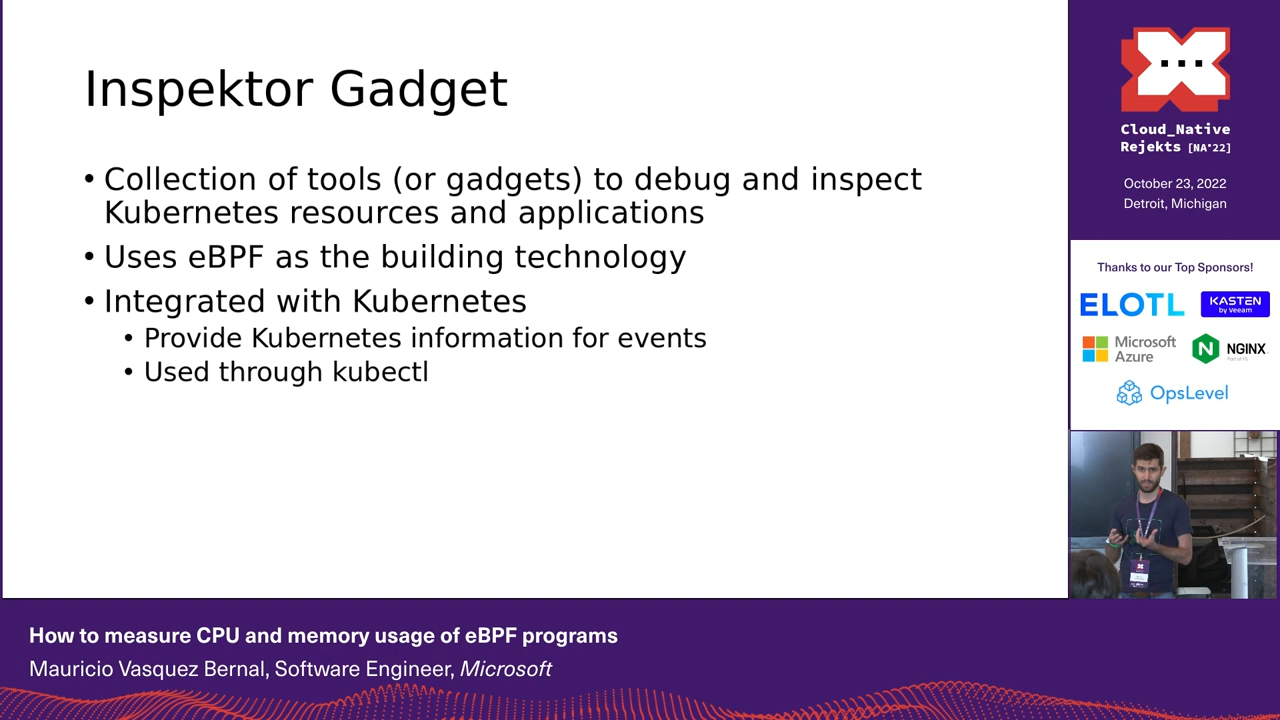 Inspektor Gadget
• Collection of tools (or gadgets) to debug and inspect
Kubernetes resources and applications
• Uses eBPF as the building technology
• Integrated with Kubernetes
• Provide Kubernetes information for events
• Used through kubectl
Cloud_Native
Rejekts [NA'22]
October 23, 2022
Detroit, Michigan
Thanks to our Top Sponsors!
ELOTL
KASTEN
by Veeam
Microsoft
Azure
NGINX
OpsLevel
How to measure CPU and memory usage of eBPF programs
Mauricio Vasquez Bernal, Software Engineer, Microsoft